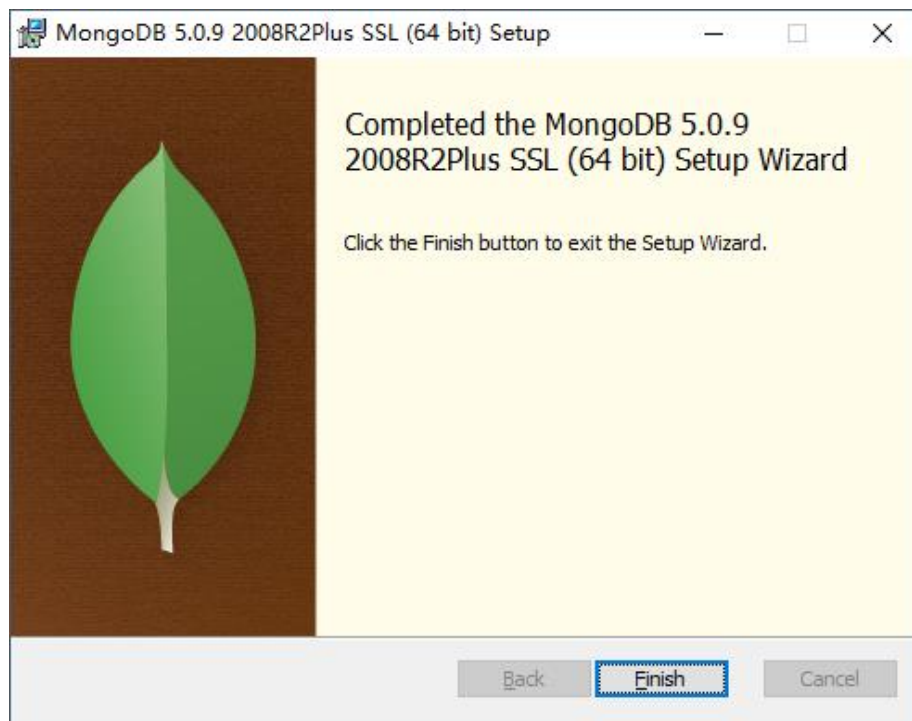 MongoDB 5.0.9 2008R2Plus SSL (64 bit) Setup
Completed the MongoDB 5.0.9
2008R2Plus SSL (64 bit) Setup Wizard
Click the Finish button to exit the Setup Wizard.
Back Finish Cancel